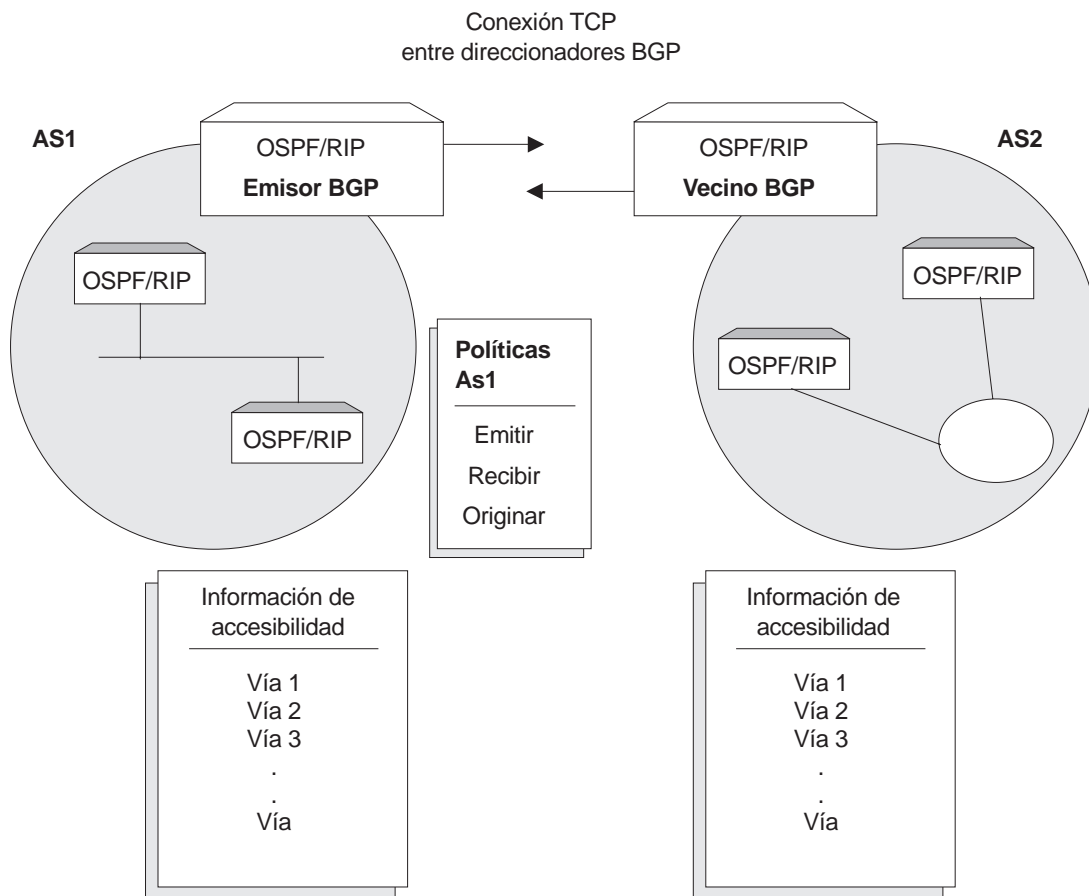 Conexión TCP
entre direccionadores BGP
AS1
OSPF/RIP
Emisor BGP
OSPF/RIP
Vecino BGP
AS2
OSPF/RIP
OSPF/RIP
Políticas
As1
Emitir
Recibir
Originar
OSPF/RIP
OSPF/RIP
Información de
accesibilidad
Vía 1
Vía 2
Vía 3
.
.
Vía
Información de
accesibilidad
Vía 1
Vía 2
Vía 3
.
.
Vía